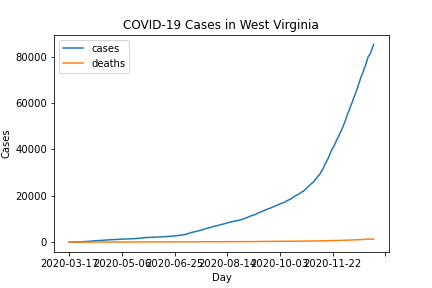 COVID-19 Cases in West Virginia
cases
deaths
80000
60000
40000
20000
0
Cases
2020-03-17 2020-05-06 2020-06-25 2020-08-14 2020-10-03 2020-11-22
Day